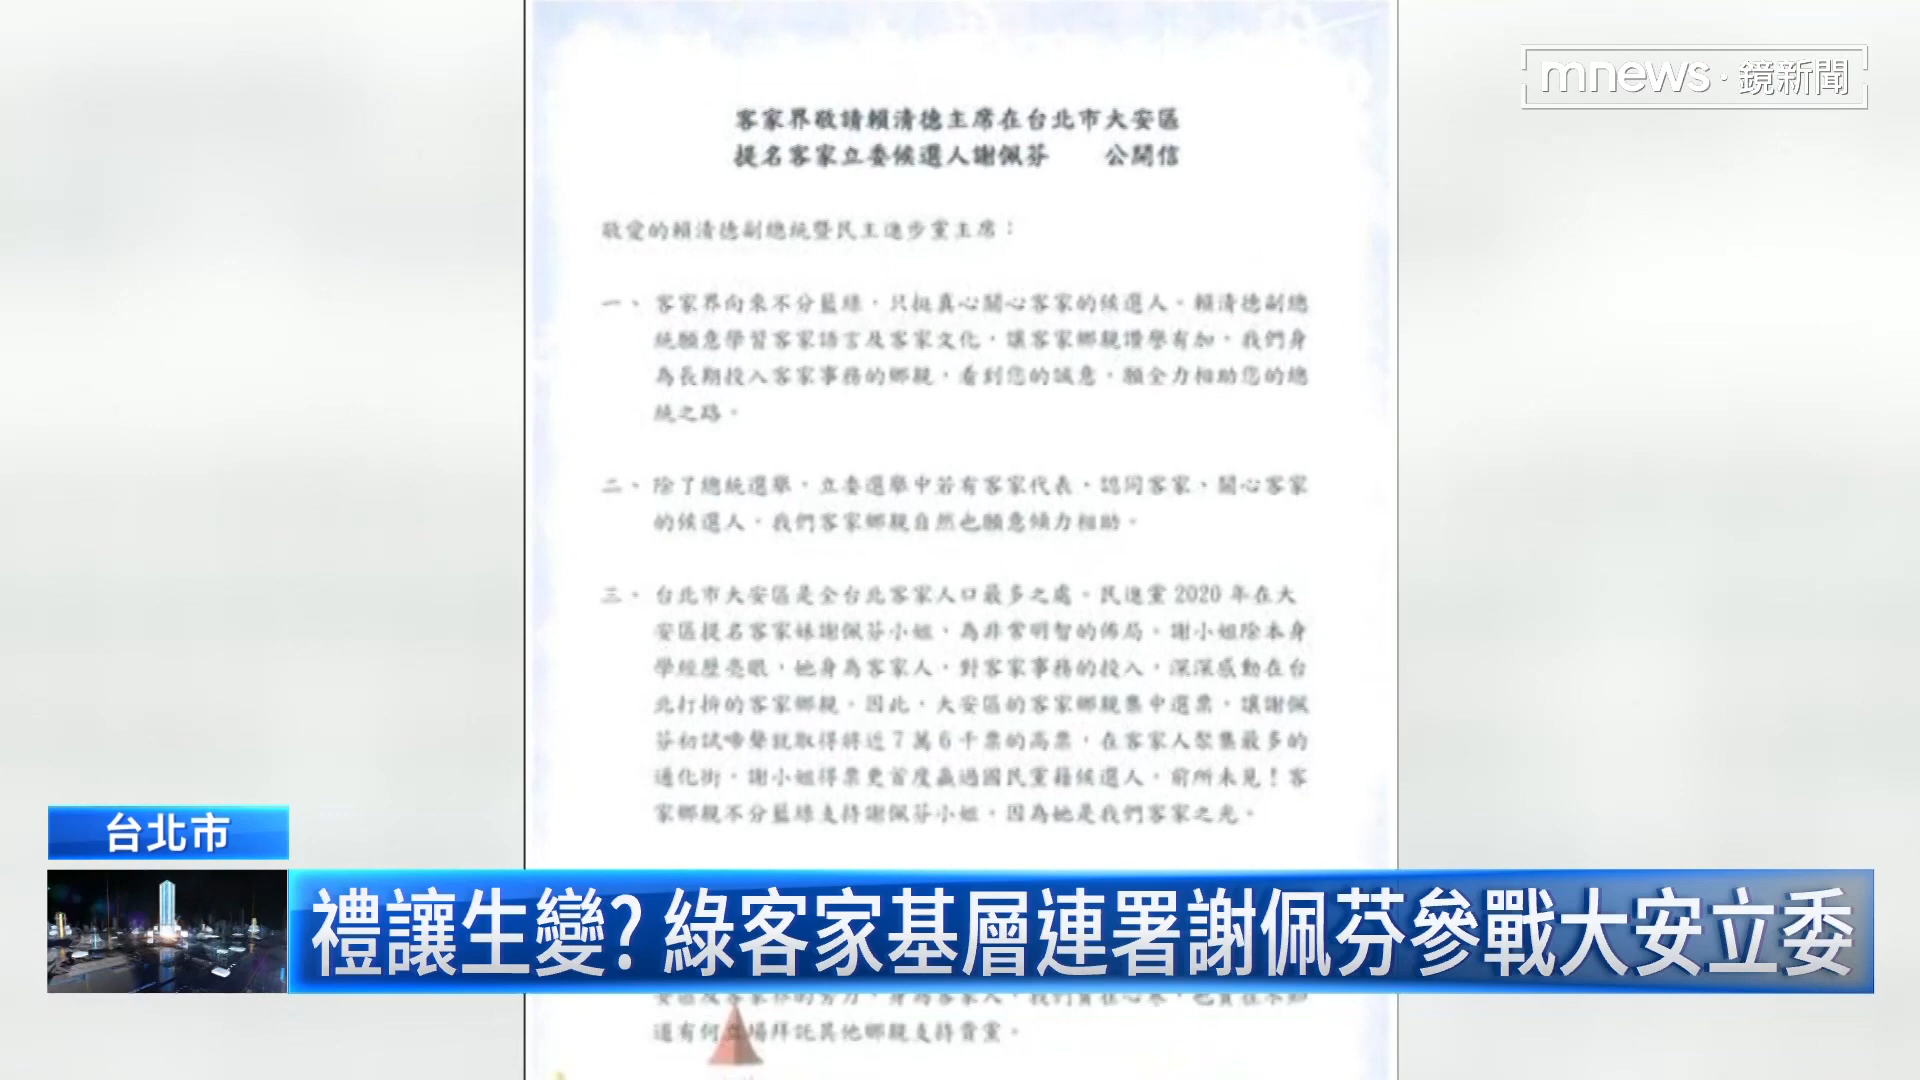 mnews·鏡新聞
客家界敬請賴清德主席在台北市大安區
提名客家立委候選人謝佩芬 公開信
敬愛的賴清德副總統暨民主進步黨主席：
一、客家界向來不分藍綠，只挺真心關心客家的候選人。賴清德副總
統願意學習客家語言及客家文化，讓客家鄉親讚譽有加，我們身
為長期投入客家事務的鄉親，看到您的誠意，願全力相助您的總
統之路。
二、除了總統選舉，立委選舉中若有客家代表、認同客家、關心客家
的候選人，我們客家鄉親自然也願意傾力相助。
三、台北市大安區是全台北客家人口最多之處。民進黨 2020 年在大
安區提名客家妹謝佩芬小姐，為非常明智的佈局。謝小姐除本身
學經歷亮眼，她身為客家人，對客家事務的投入，深深感動在台
北打拚的客家鄉親。因此，大安區的客家鄉親集中選票，讓謝佩
芬初試啼聲就取得將近 7 萬 6 千票的高票，在客家人聚集最多的
通化街，謝小姐得票更首度贏過國民黨籍候選人，前所未見！客
家鄉親不分藍綠支持謝佩芬小姐，因為她是我們客家之光。
台北市
禮讓生變? 綠客家基層連署謝佩芬參戰大安立委
道有何立場拜託其他鄉親支持貴黨。